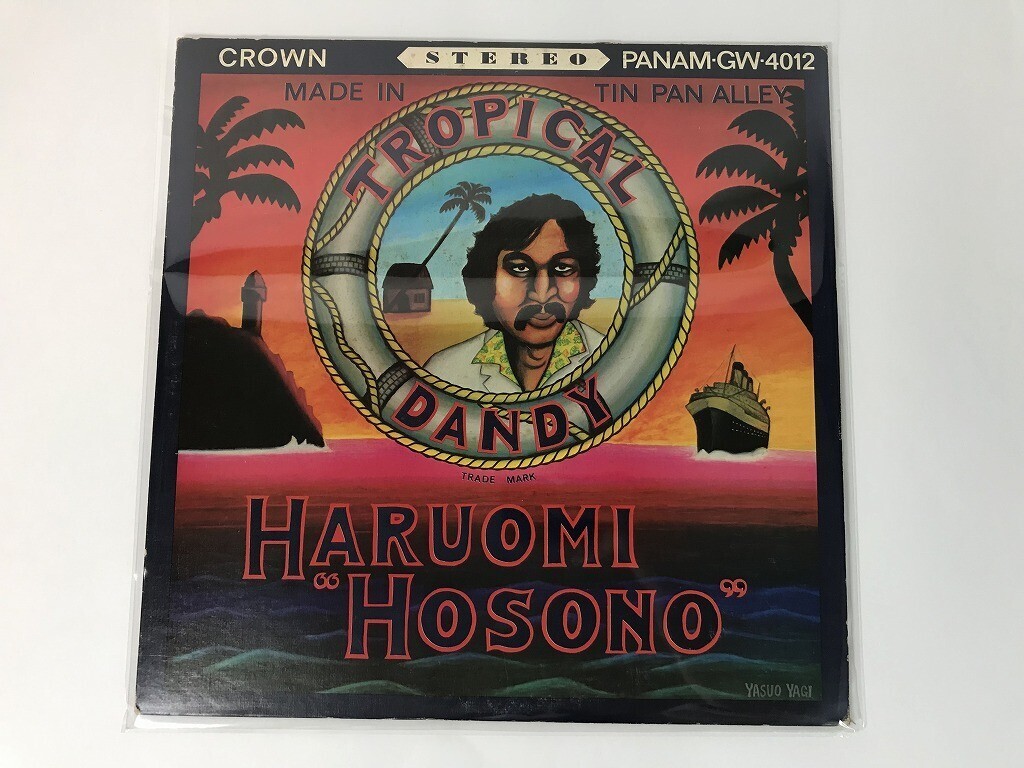 CROWN STEREO PANAM·GW·4012
MADE IN TIN PAN ALLEY
TROPICAL
DANDY
TRADE MARK
HARUOMI
“HOSONO”
YASUO YAGI